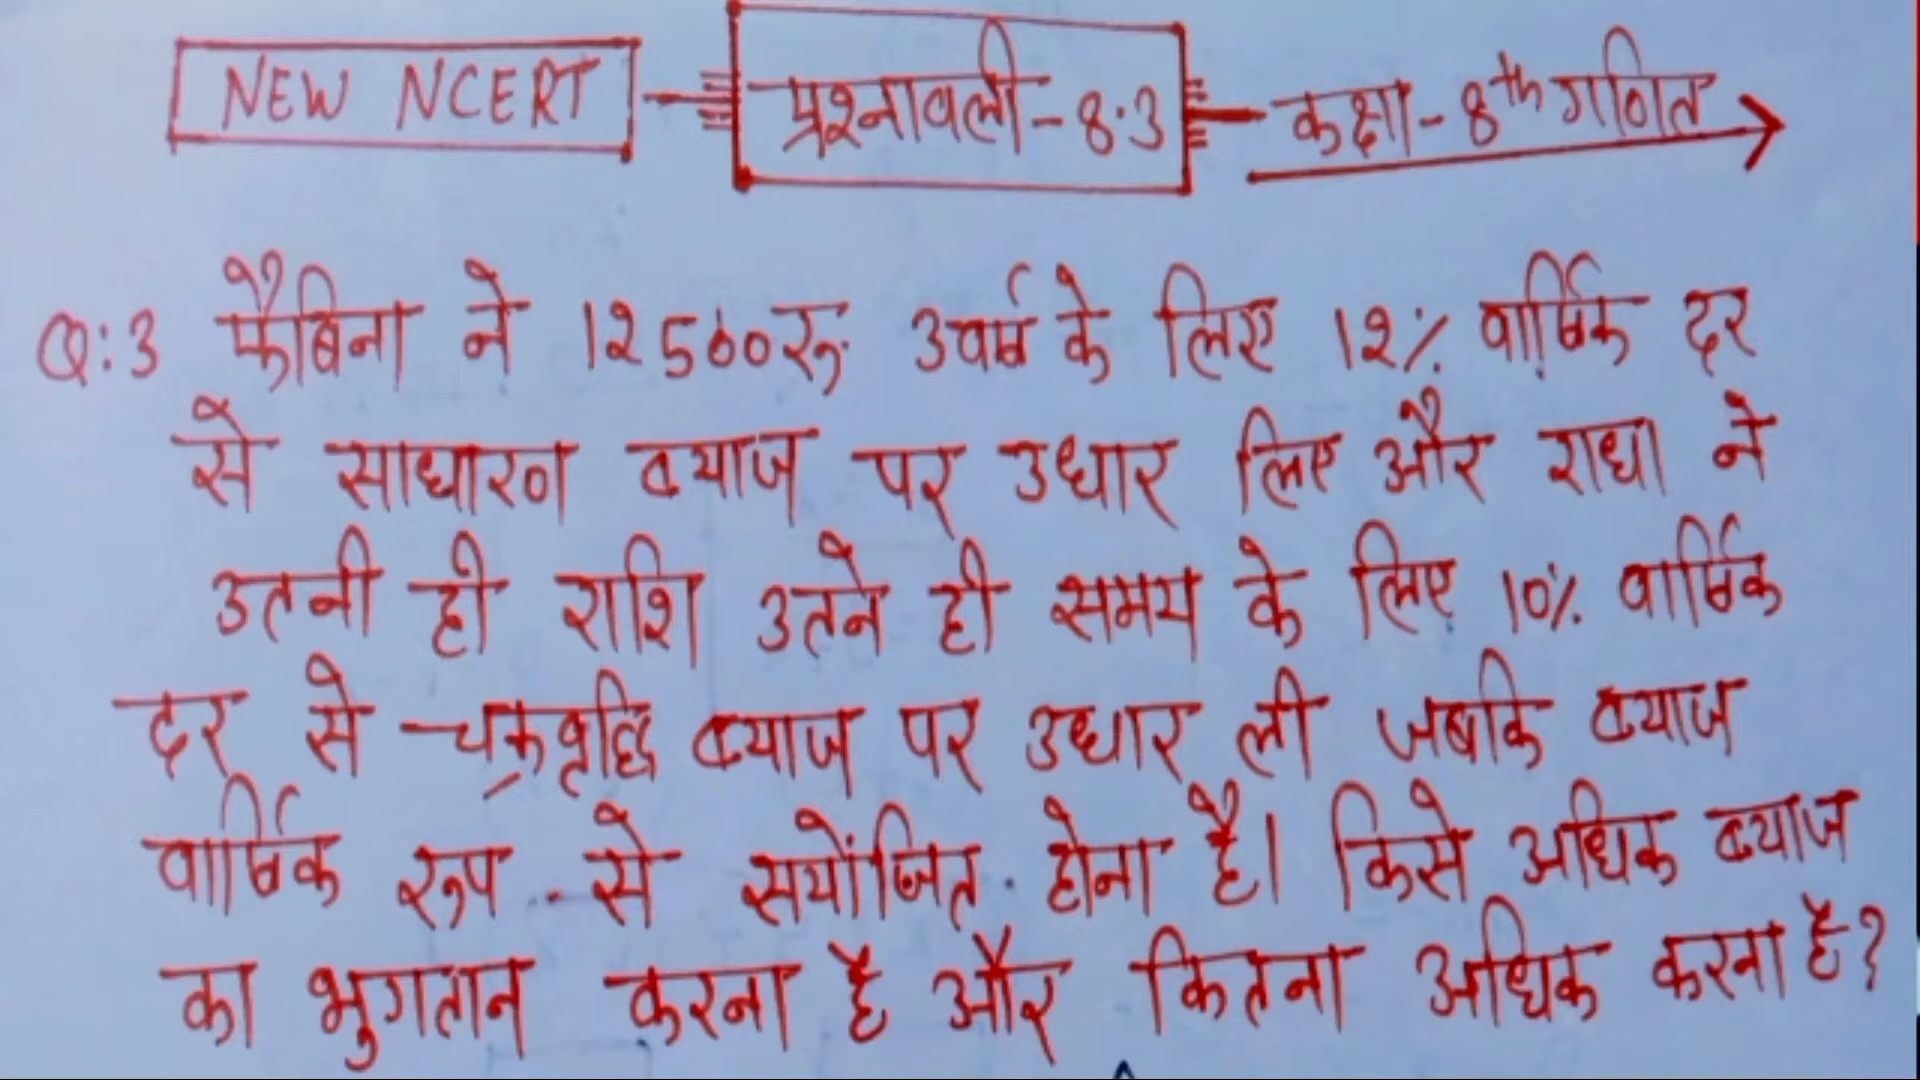 NEW NCERT प्रश्नावली-8.3 कक्षा-8th गणित
Q:3 फैबिना ने 12500रु. 3वर्ष के लिए 12% वार्षिक दर
से साधारण ब्याज पर उधार लिए और राधा ने
उतनी ही राशि उतने ही समय के लिए 10% वार्षिक
दर से चक्रवृद्धि ब्याज पर उधार ली जबकि ब्याज
वार्षिक रूप से सयोंजित होना है। किसे अधिक ब्याज
का भुगतान करना है और कितना अधिक करना है?